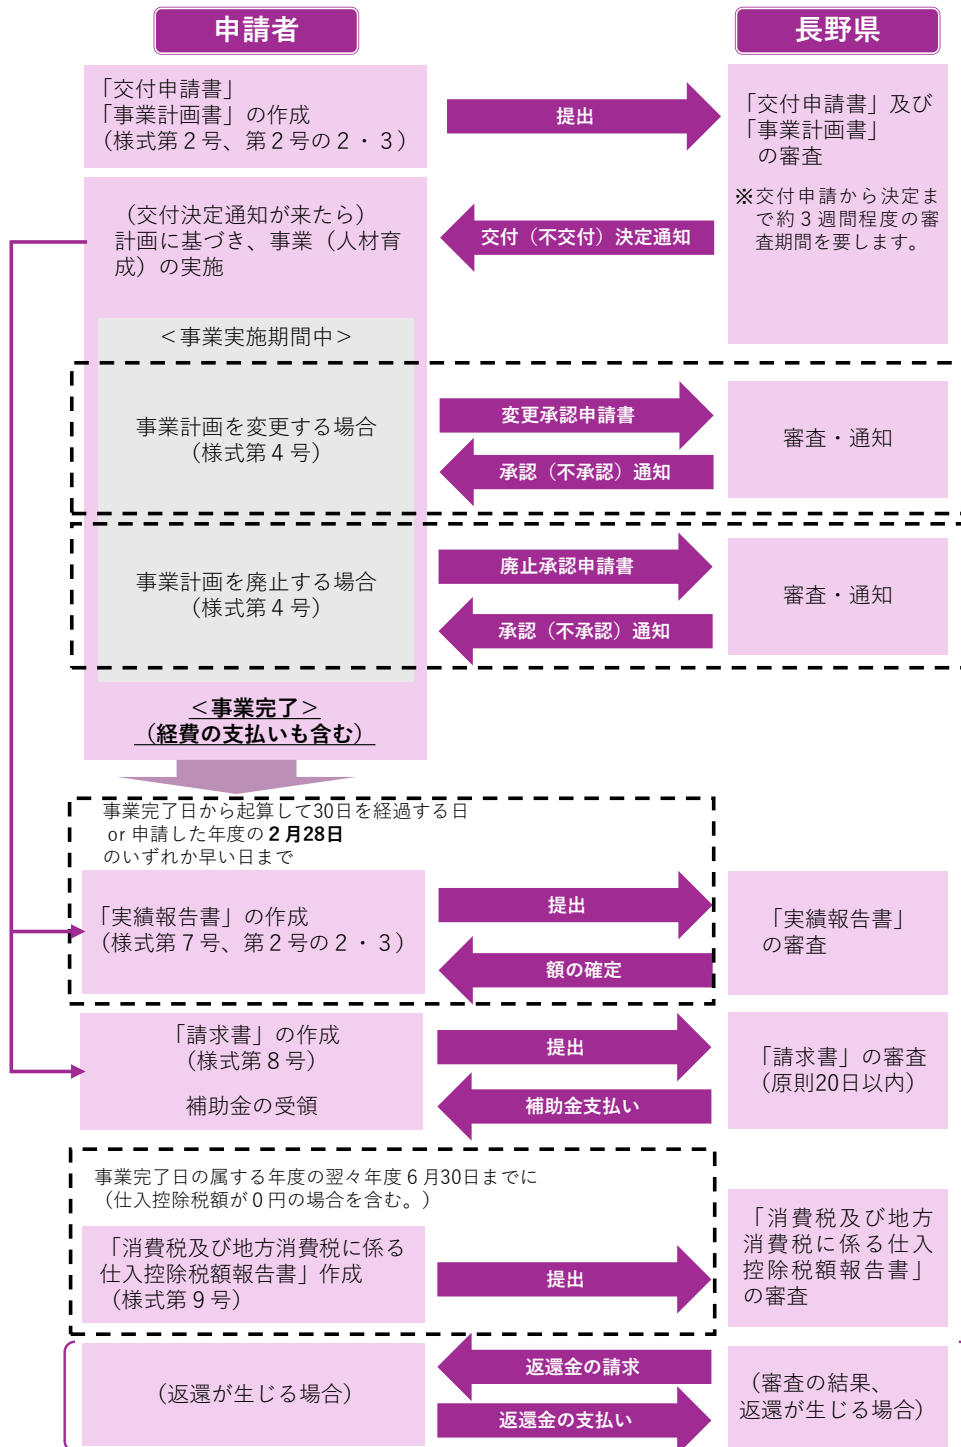 申請者
長野県
「交付申請書」
「事業計画書」の作成
(様式第２号、第２号の２・３)
提出
「交付申請書」及び
「事業計画書」
の審査
※交付申請から決定ま
で約３週間程度の審
査期間を要します。
(交付決定通知が来たら)
計画に基づき、事業（人材育
成）の実施
交付（不交付）決定通知
＜事業実施期間中＞
事業計画を変更する場合
(様式第４号)
変更承認申請書
承認（不承認）通知
審査・通知
事業計画を廃止する場合
(様式第４号)
廃止承認申請書
承認（不承認）通知
審査・通知
＜事業完了＞
（経費の支払いも含む）
事業完了日から起算して30日を経過する日
or 申請した年度の２月28日
のいずれか早い日まで
「実績報告書」の作成
(様式第７号、第２号の２・３)
提出
額の確定
「実績報告書」
の審査
「請求書」の作成
(様式第８号)
補助金の受領
提出
補助金支払い
「請求書」の審査
(原則20日以内)
事業完了日の属する年度の翌々年度６月30日までに
（仕入控除税額が０円の場合を含む。）
「消費税及び地方消費税に係る
仕入控除税額報告書」作成
(様式第９号)
提出
「消費税及び地方
消費税に係る仕入
控除税額報告書」
の審査
(返還が生じる場合)
返還金の請求
返還金の支払い
(審査の結果、
返還が生じる場合)